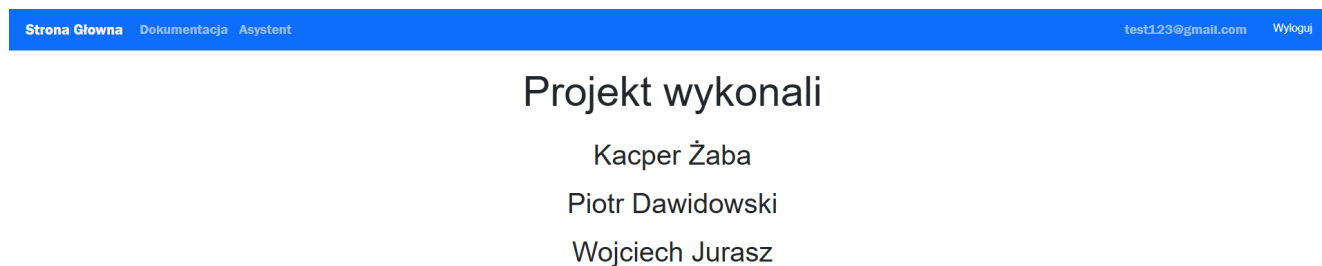 Strona Głowna Dokumentacja Asystent test123@gmail.com Wyloguj
Projekt wykonali
Kacper Żaba
Piotr Dawidowski
Wojciech Jurasz